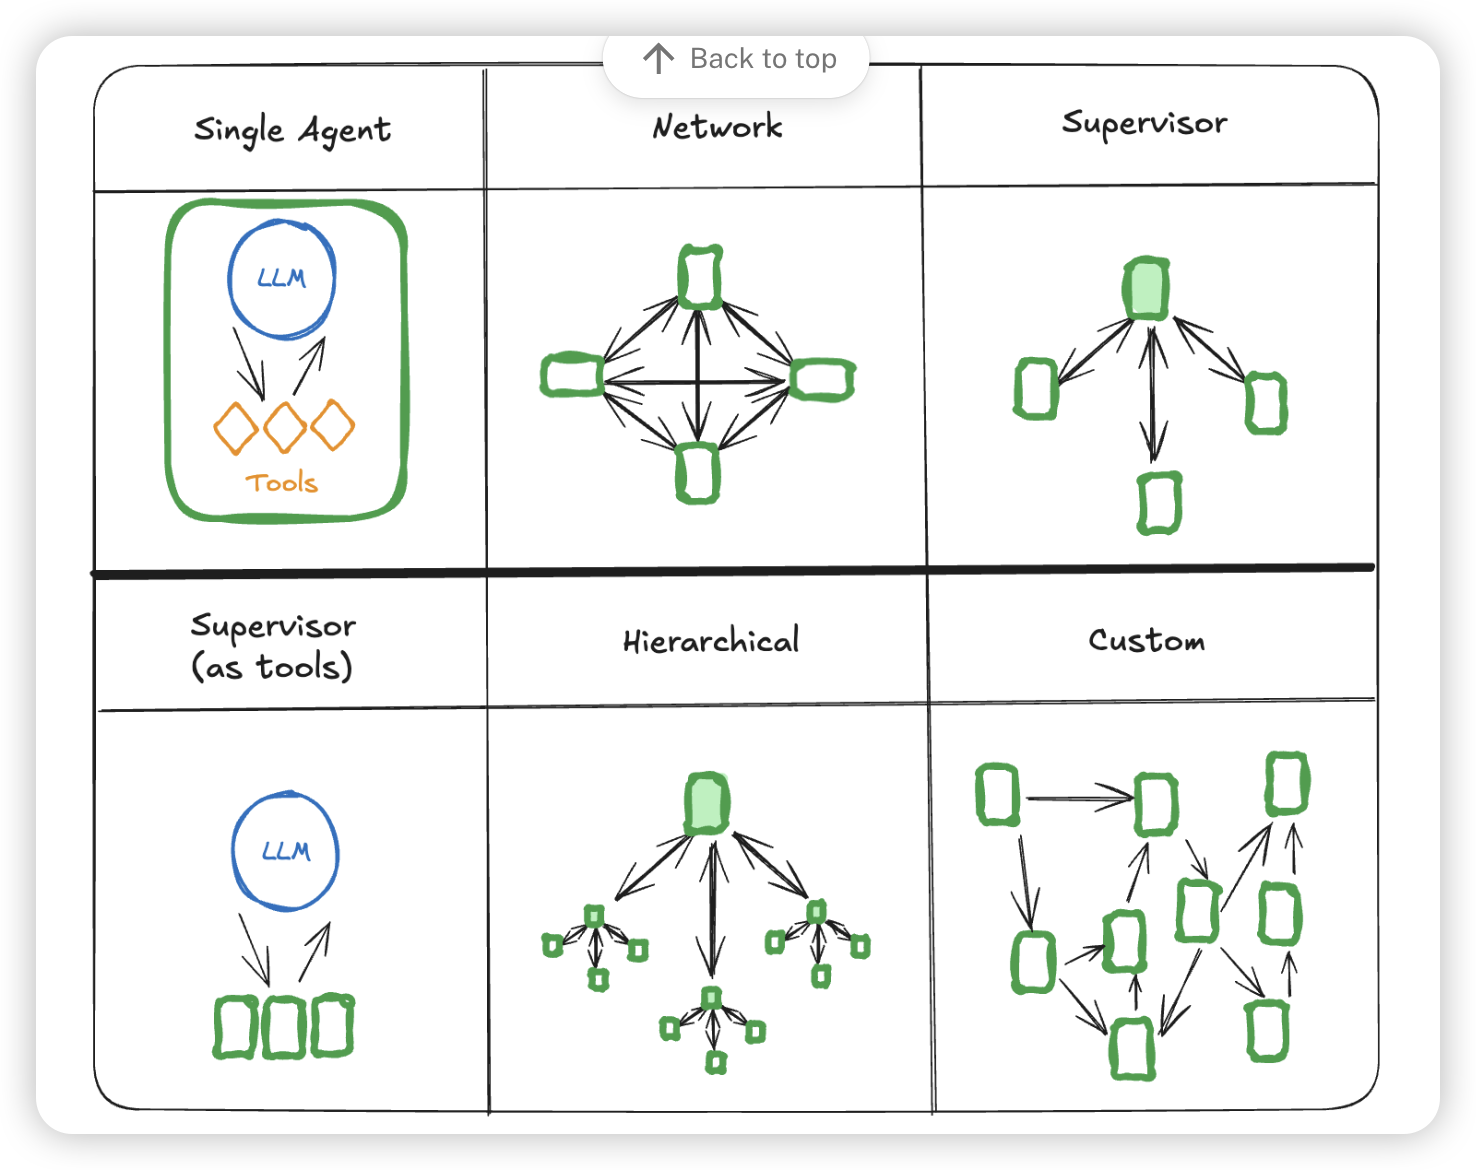 Back to top
Single Agent
Network
Supervisor
LLM
Tools
Supervisor
(as tools)
Hierarchical
Custom
LLM